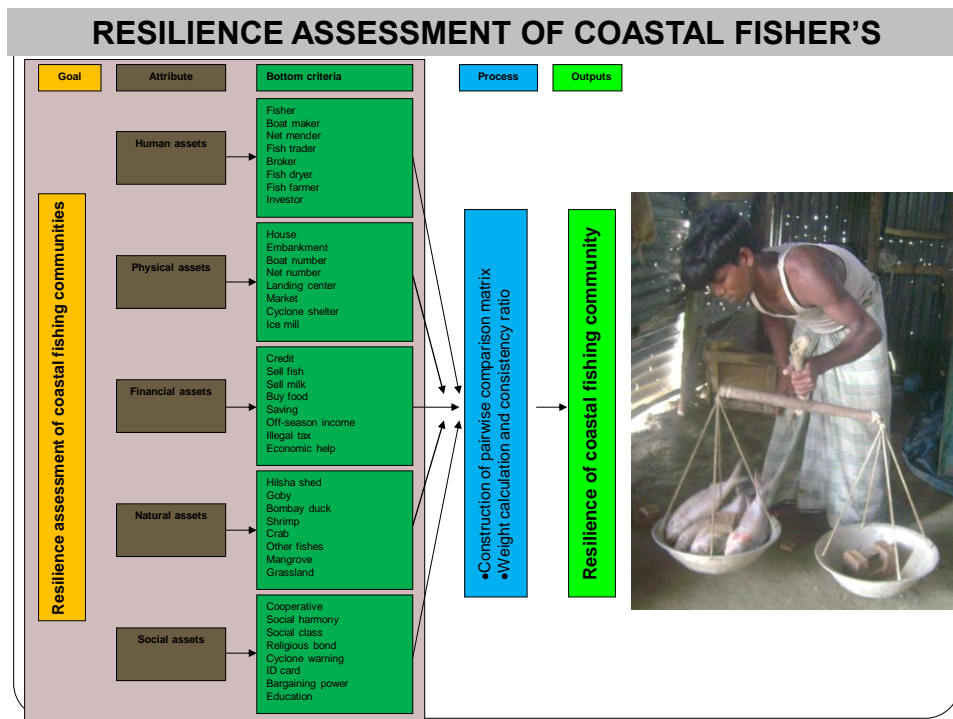 RESILIENCE ASSESSMENT OF COASTAL FISHER'S
Goal
Attribute
Bottom criteria
Process
Outputs
Resilience assessment of coastal fishing communities
Human assets
Fisher
Boat maker
Net mender
Fish trader
Broker
Fish dryer
Fish farmer
Investor
Physical assets
House
Embankment
Boat number
Net number
Landing center
Market
Cyclone shelter
Ice mill
Financial assets
Credit
Sell fish
Sell milk
Buy food
Saving
Off-season income
Illegal tax
Economic help
Natural assets
Hilsha shed
Goby
Bombay duck
Shrimp
Crab
Other fishes
Mangrove
Grassland
Social assets
Cooperative
Social harmony
Social class
Religious bond
Cyclone warning
ID card
Bargaining power
Education
•Construction of pairwise comparison matrix
•Weight calculation and consistency ratio
Resilience of coastal fishing community